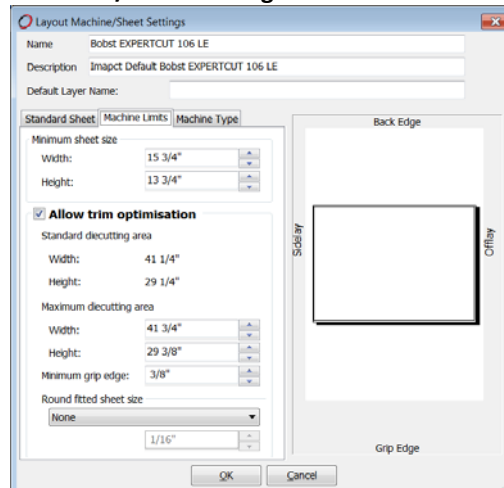 Layout Machine/Sheet Settings
Name Bobst EXPERTCUT 106 LE
Description Imapct Default Bobst EXPERTCUT 106 LE
Default Layer Name:
Standard Sheet Machine Limits Machine Type
Minimum sheet size
Width: 15 3/4"
Height: 13 3/4"
Allow trim optimisation
Standard diecutting area
Width: 41 1/4"
Height: 29 1/4"
Maximum diecutting area
Width: 41 3/4"
Height: 29 3/8"
Minimum grip edge: 3/8"
Round fitted sheet size
None
1/16"
Back Edge
Sidelay
Offlay
Grip Edge
OK Cancel